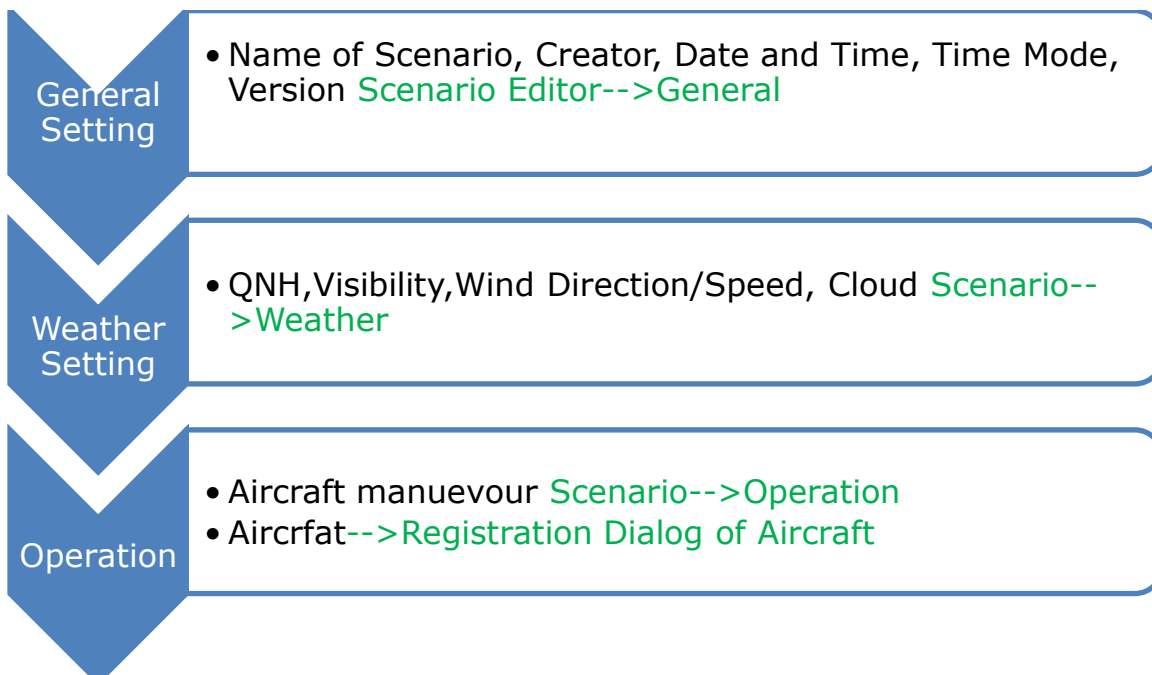 General
Setting
• Name of Scenario, Creator, Date and Time, Time Mode,
Version Scenario Editor-->General
Weather
Setting
• QNH,Visibility,Wind Direction/Speed, Cloud Scenario--
>Weather
Operation
• Aircraft manuevour Scenario-->Operation
• Aircrfat-->Registration Dialog of Aircraft